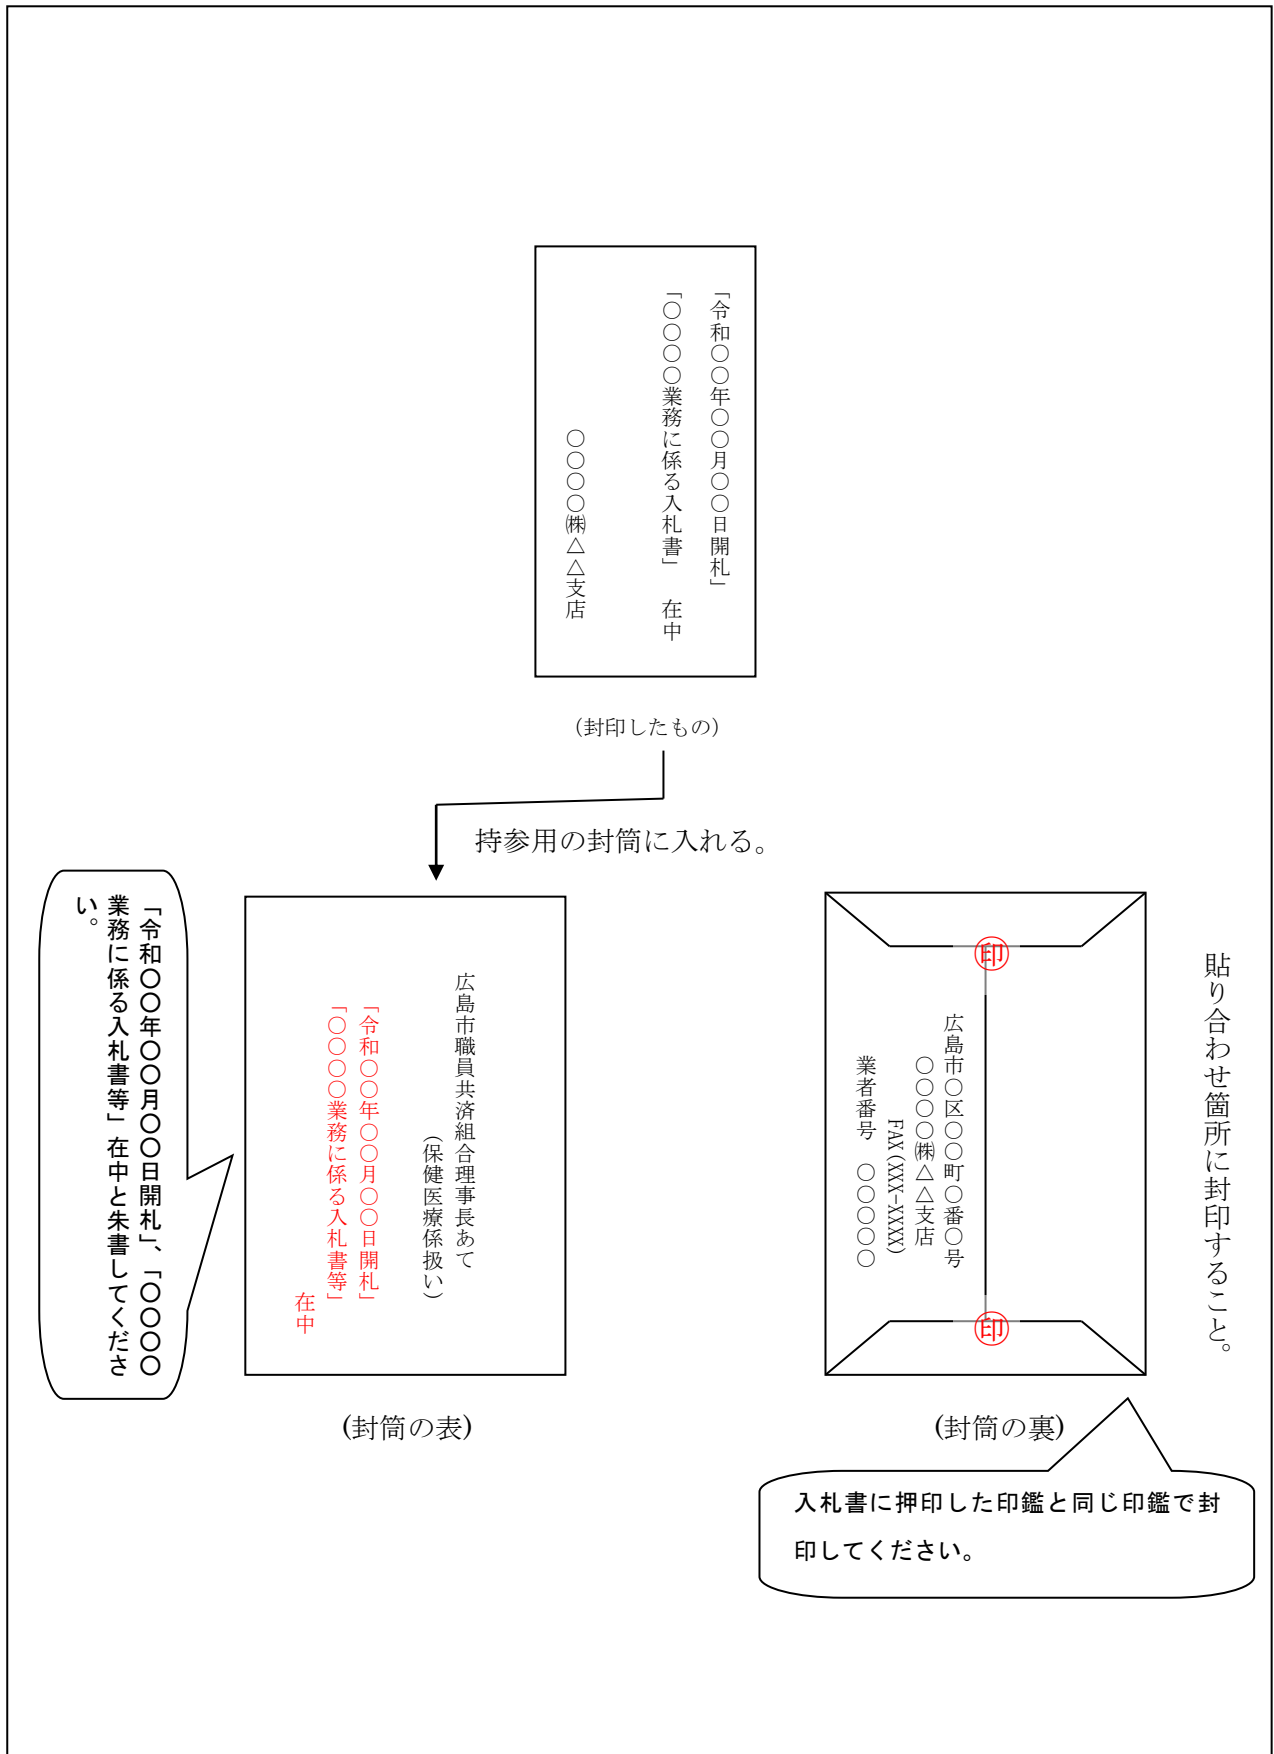 「令和〇〇年〇〇月〇〇日開札」
「〇〇〇〇業務に係る入札書」 在中
〇〇〇〇㈱△△支店
（封印したもの）
持参用の封筒に入れる。
「令和〇〇年〇〇月〇〇日開札」、「〇〇〇〇
業務に係る入札書等」在中と朱書してくださ
い。
広島市職員共済組合理事長あて
（保健医療係扱い）
「令和〇〇年〇〇月〇〇日開札」
「〇〇〇〇業務に係る入札書等」
在中
(封筒の表)
貼り合わせ箇所に封印すること。
印
広島市〇区〇〇町〇番〇号
〇〇〇〇㈱△△支店
FAX(XXX-XXXX)
業者番号 〇〇〇〇〇
印
(封筒の裏)
入札書に押印した印鑑と同じ印鑑で封
印してください。